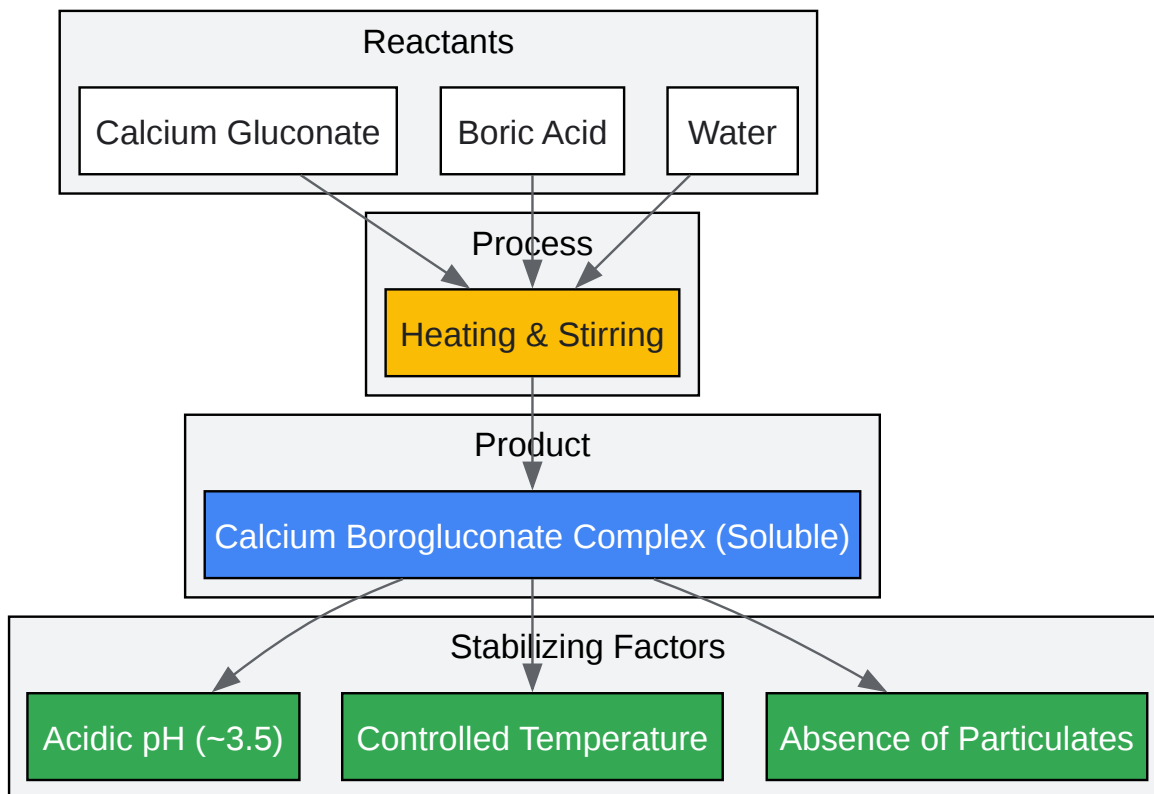 Reactants
Calcium Gluconate
Boric Acid
Water
Process
Heating & Stirring
Product
Calcium Borogluconate Complex (Soluble)
Stabilizing Factors
Acidic pH (~3.5)
Controlled Temperature
Absence of Particulates